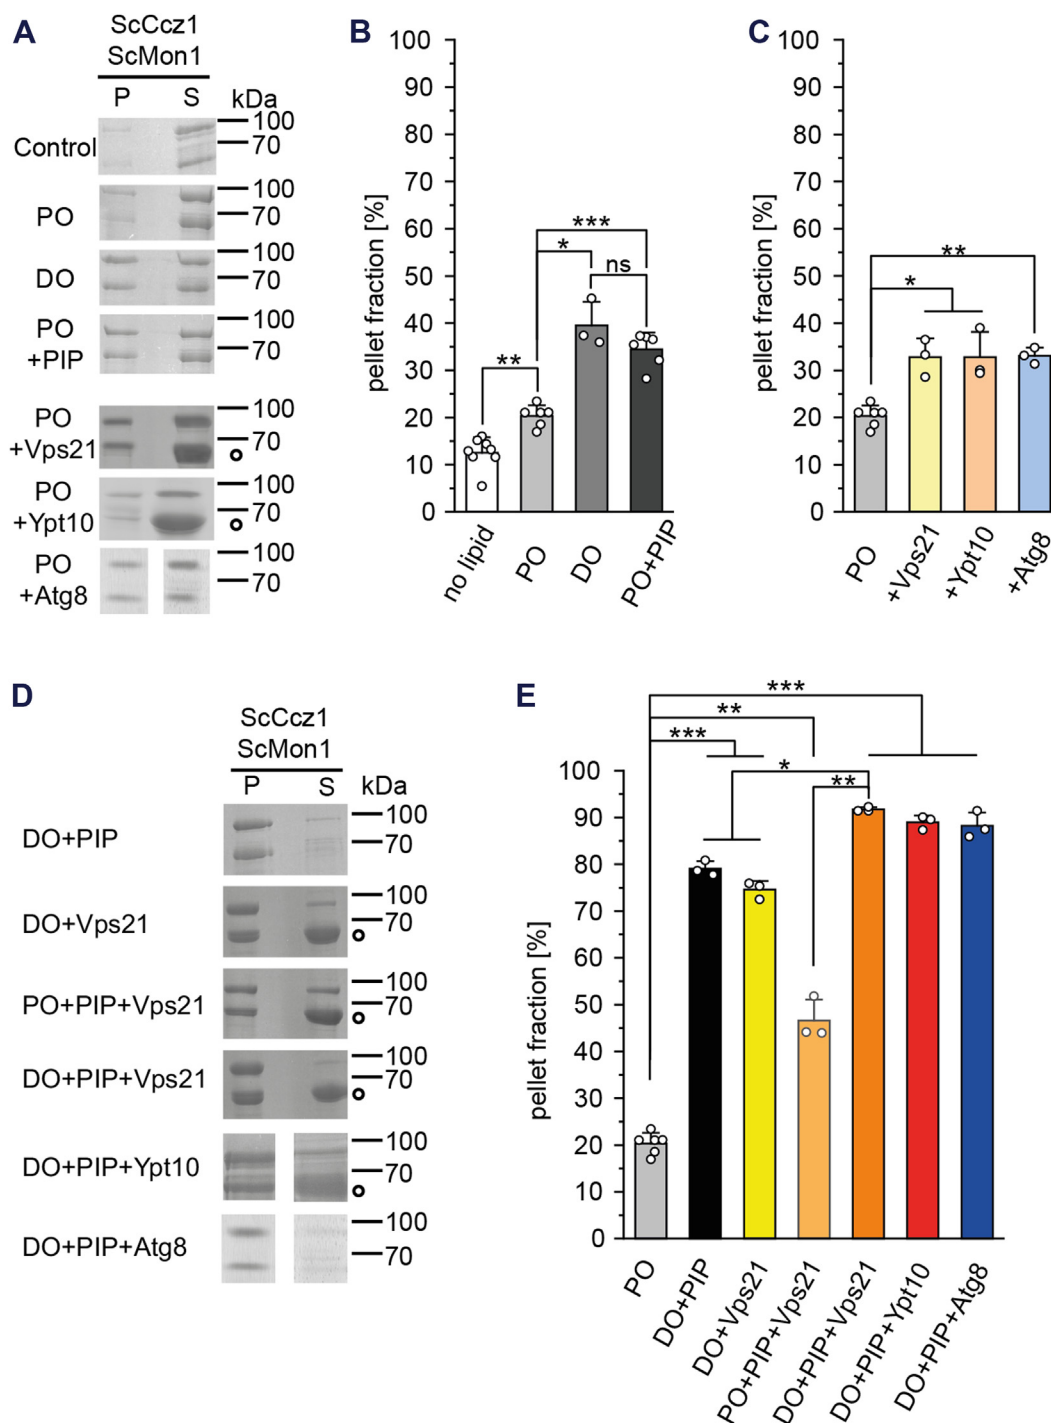 A
ScCcz1
ScMon1
P S kDa
Control 100
70
PO 100
70
DO 100
70
PO
+PIP 100
70
PO
+Vps21 100
70
PO
+Ypt10 100
70
PO
+Atg8 100
70
B
pellet fraction [%]
100
90
80
70
60
50
40
30
20
10
0
***
*
ns
**
no lipid
PO
DO
PO+PIP
C
pellet fraction [%]
100
90
80
70
60
50
40
30
20
10
0
**
*
PO
+Vps21
+Ypt10
+Atg8
D
ScCcz1
ScMon1
P S kDa
DO+PIP 100
70
DO+Vps21 100
70
PO+PIP+Vps21 100
70
DO+PIP+Vps21 100
70
DO+PIP+Ypt10 100
70
DO+PIP+Atg8 100
70
E
pellet fraction [%]
***
**
***
*
**
100
90
80
70
60
50
40
30
20
10
0
PO
DO+PIP
DO+Vps21
PO+PIP+Vps21
DO+PIP+Vps21
DO+PIP+Ypt10
DO+PIP+Atg8